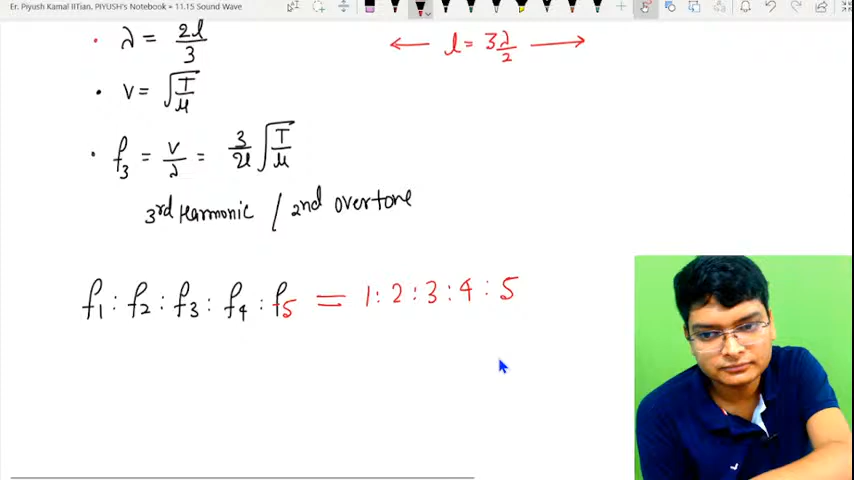 Er. Piyush Kamal IITian. PIYUSH's Notebook » 11.15 Sound Wave
• λ = 2l/3
← l = 3λ/2 →
• v = √(T/μ)
• f₃ = v/λ = 3/2l √(T/μ)
3rd Harmonic / 2nd overtone
f₁ : f₂ : f₃ : f₄ : f₅ = 1 : 2 : 3 : 4 : 5